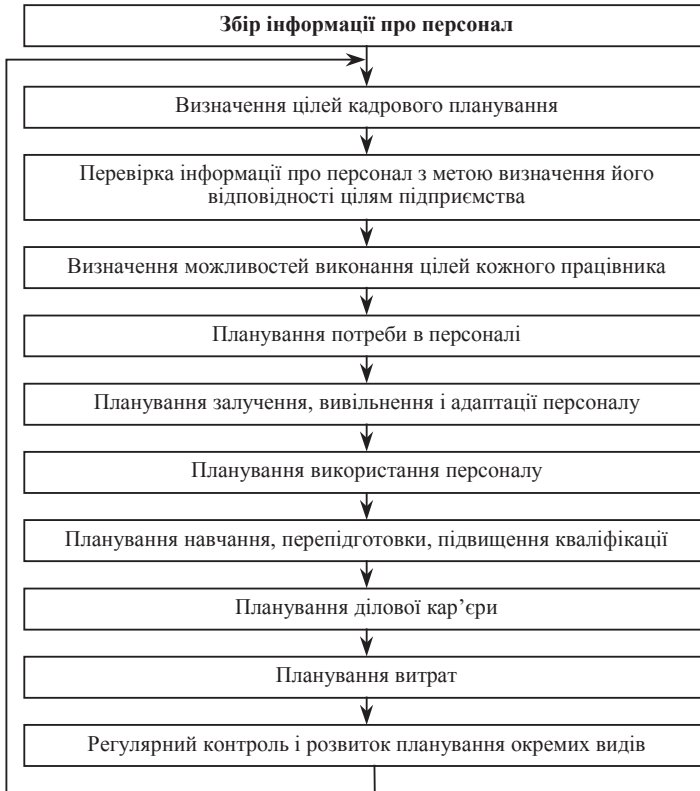 Збір інформації про персонал
Визначення цілей кадрового планування
Перевірка інформації про персонал з метою визначення його
відповідності цілям підприємства
Визначення можливостей виконання цілей кожного працівника
Планування потреби в персоналі
Планування залучення, вивільнення і адаптації персоналу
Планування використання персоналу
Планування навчання, перепідготовки, підвищення кваліфікації
Планування ділової кар’єри
Планування витрат
Регулярний контроль і розвиток планування окремих видів